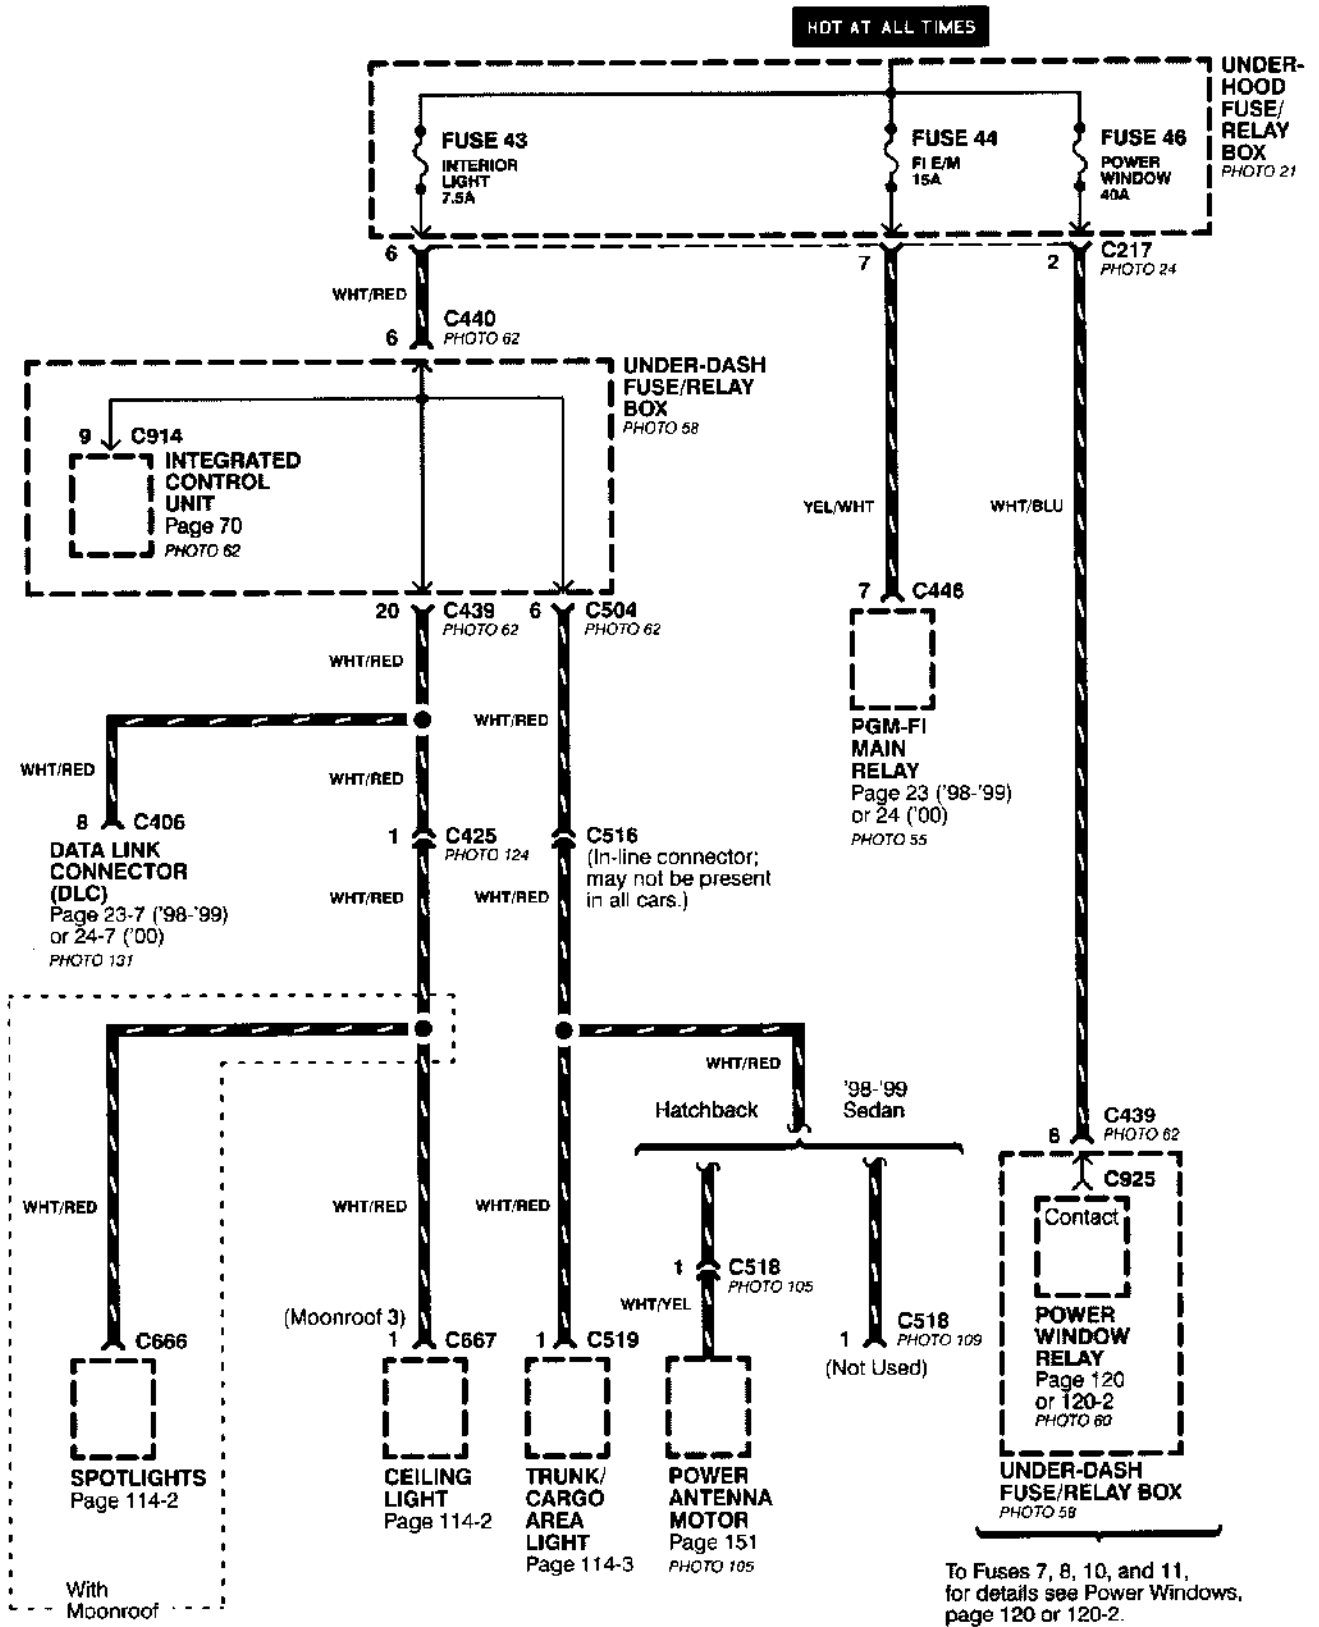 HOT AT ALL TIMES
UNDER-
HOOD
FUSE/
RELAY
BOX
PHOTO 21
FUSE 43
INTERIOR
LIGHT
7.5A
FUSE 44
FI E/M
15A
FUSE 46
POWER
WINDOW
40A
6
7
2
C217
PHOTO 24
WHT/RED
6
C440
PHOTO 62
UNDER-DASH
FUSE/RELAY
BOX
PHOTO 58
9
C914
INTEGRATED
CONTROL
UNIT
Page 70
PHOTO 62
YEL/WHT
WHT/BLU
20
C439
PHOTO 62
6
C504
PHOTO 62
7
C446
WHT/RED
WHT/RED
PGM-FI
MAIN
RELAY
Page 23 ('98-'99)
or 24 ('00)
PHOTO 55
WHT/RED
WHT/RED
8
C406
DATA LINK
CONNECTOR
(DLC)
Page 23-7 ('98-'99)
or 24-7 ('00)
PHOTO 131
1
C425
PHOTO 124
C516
(In-line connector;
may not be present
in all cars.)
WHT/RED
WHT/RED
WHT/RED
Hatchback
'98-'99
Sedan
8
C439
PHOTO 62
C925
Contact
POWER
WINDOW
RELAY
Page 120
or 120-2
PHOTO 60
UNDER-DASH
FUSE/RELAY BOX
PHOTO 58
WHT/RED
WHT/RED
WHT/RED
1
C518
PHOTO 105
WHT/YEL
1
C518
PHOTO 109
(Not Used)
(Moonroof 3)
C666
1
C667
1
C519
SPOTLIGHTS
Page 114-2
CEILING
LIGHT
Page 114-2
TRUNK/
CARGO
AREA
LIGHT
Page 114-3
POWER
ANTENNA
MOTOR
Page 151
PHOTO 105
To Fuses 7, 8, 10, and 11,
for details see Power Windows,
page 120 or 120-2.
With
Moonroof